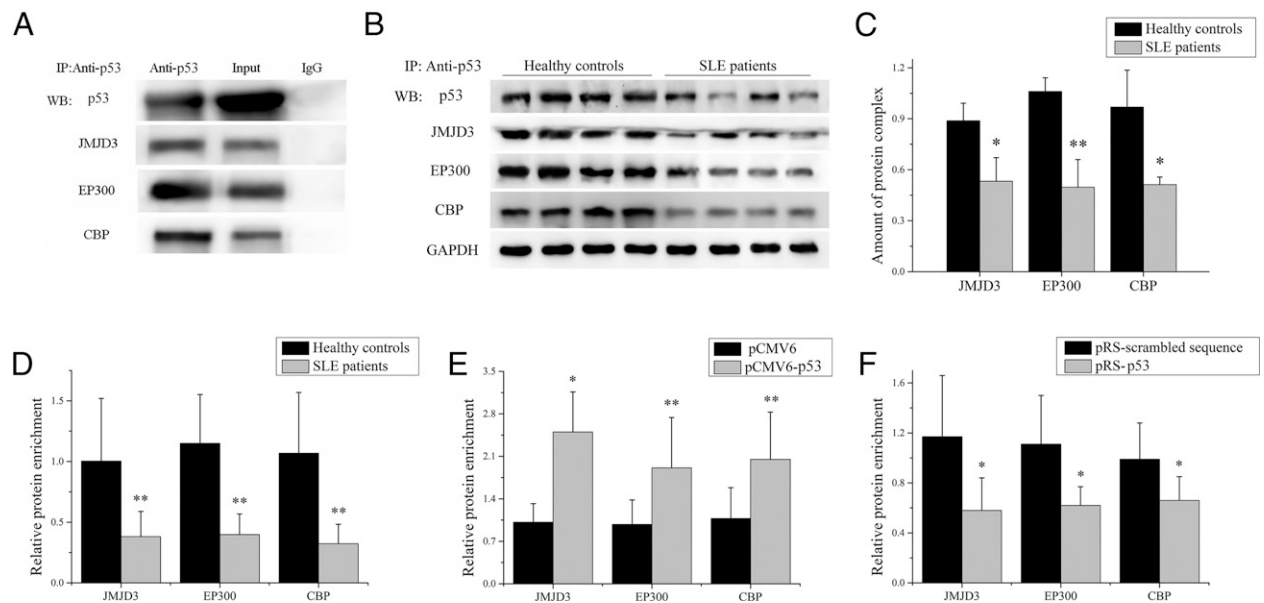 A
IP:Anti-p53 Anti-p53 Input IgG
WB: p53
JMJD3
EP300
CBP
B
IP: Anti-p53 Healthy controls SLE patients
WB: p53
JMJD3
EP300
CBP
GAPDH
C
Healthy controls
SLE patients
Amount of protein complex
1.2
0.9
0.6
0.3
0.0
* ** *
JMJD3 EP300 CBP
D
Healthy controls
SLE patients
Relative protein enrichment
1.5
1.0
0.5
0.0
** ** **
JMJD3 EP300 CBP
E
pCMV6
pCMV6-p53
Relative protein enrichment
3.5
2.8
2.1
1.4
0.7
0.0
* ** **
JMJD3 EP300 CBP
F
pRS-scrambled sequence
pRS-p53
Relative protein enrichment
1.6
1.2
0.8
0.4
0.0
* * *
JMJD3 EP300 CBP